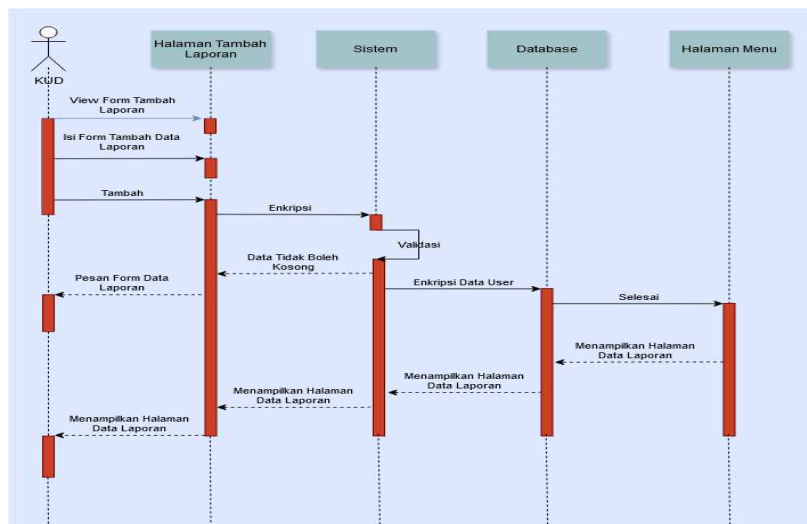 Halaman Tambah
Laporan
Sistem
Database
Halaman Menu
KUD
View Form Tambah
Laporan
Isi Form Tambah Data
Laporan
Tambah
Enkripsi
Validasi
Data Tidak Boleh
Kosong
Pesan Form Data
Laporan
Enkripsi Data User
Selesai
Menampilkan Halaman
Data Laporan
Menampilkan Halaman
Data Laporan
Menampilkan Halaman
Data Laporan
Menampilkan Halaman
Data Laporan